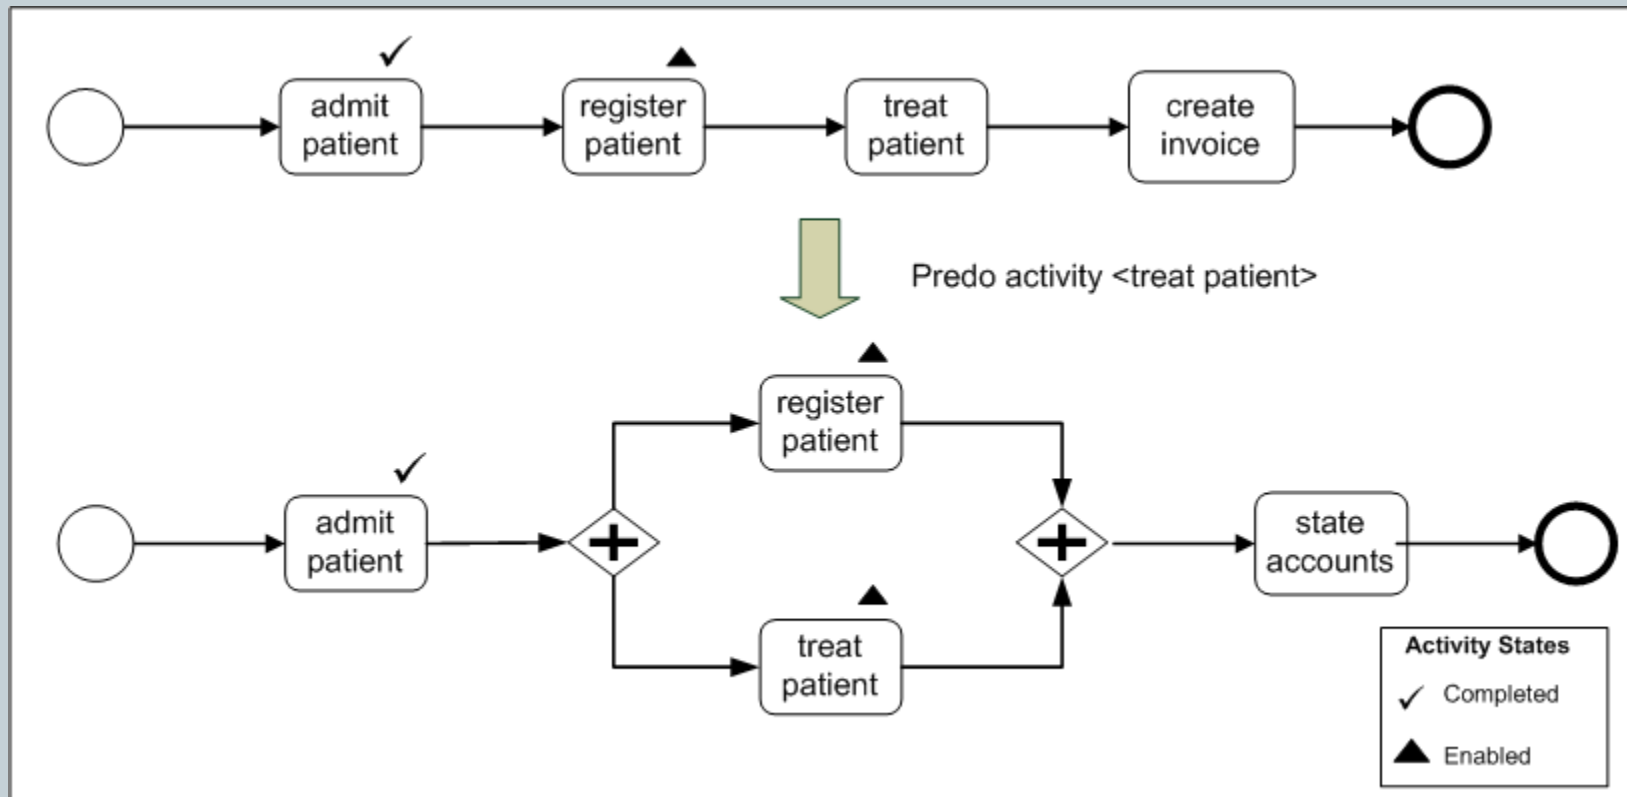 admit
patient
register
patient
treat
patient
create
invoice
Predo activity <treat patient>
register
patient
admit
patient
state
accounts
treat
patient
Activity States
Completed
Enabled